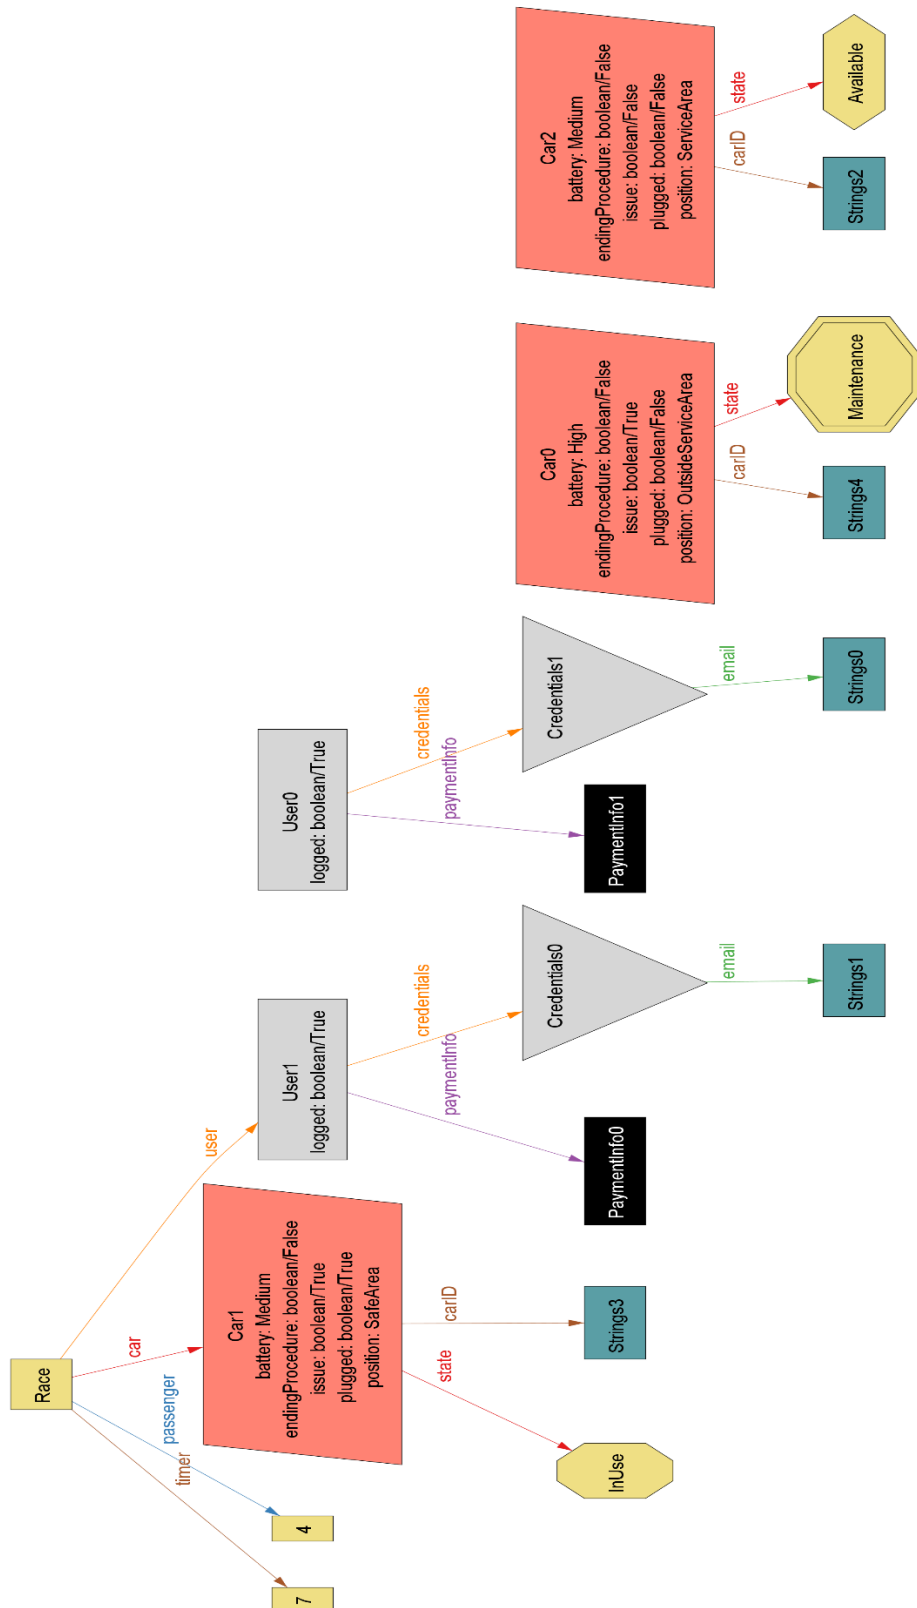 Race
timer
passenger
car
user
7
4
Car1
battery: Medium
endingProcedure: boolean/False
issue: boolean/True
plugged: boolean/True
position: SafeArea
User1
logged: boolean/True
User0
logged: boolean/True
state
carID
paymentInfo
credentials
paymentInfo
credentials
InUse
Strings3
PaymentInfo0
Credentials0
PaymentInfo1
Credentials1
Car0
battery: High
endingProcedure: boolean/False
issue: boolean/True
plugged: boolean/False
position: OutsideServiceArea
Car2
battery: Medium
endingProcedure: boolean/False
issue: boolean/False
plugged: boolean/False
position: ServiceArea
email
email
carID
state
carID
state
Strings1
Strings0
Strings4
Maintenance
Strings2
Available